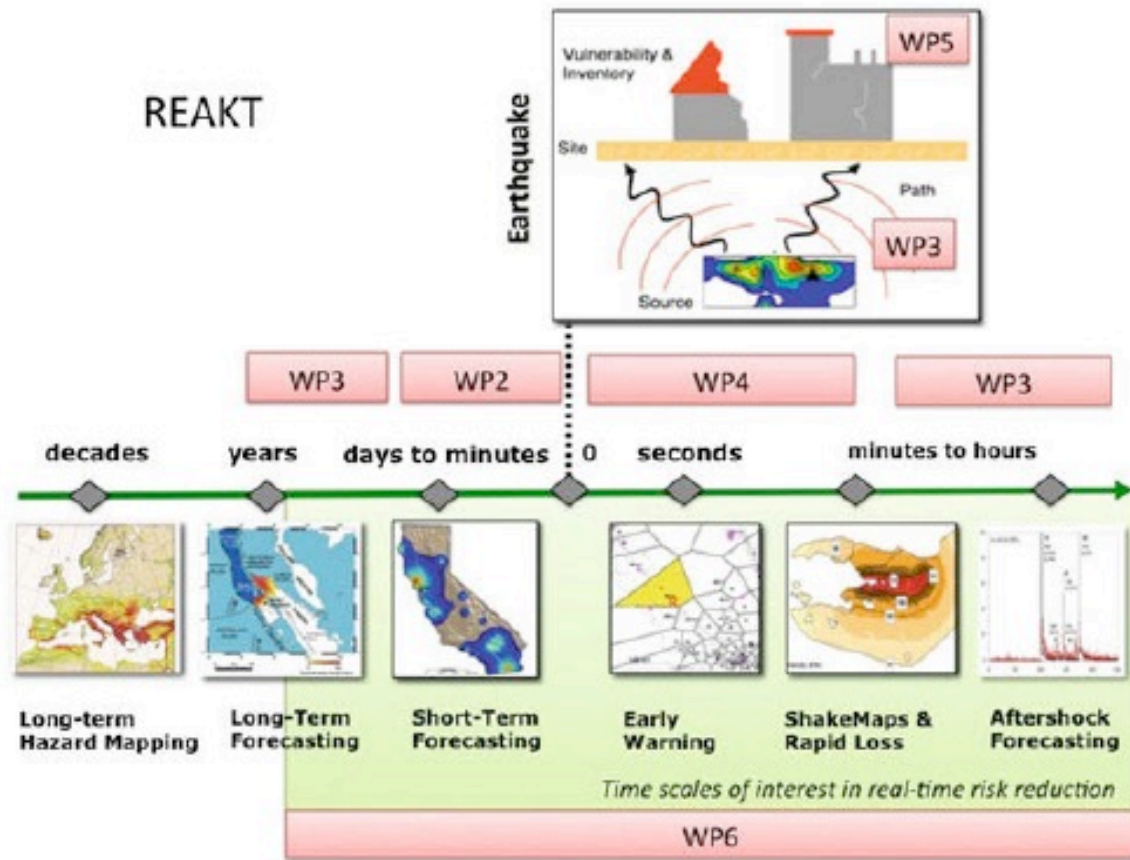 REAKT
Earthquake
Vulnerability &
Inventory
WP5
Site
Path
WP3
Source
WP3
WP2
WP4
WP3
decades
years
days to minutes
0
seconds
minutes to hours
Long-term
Hazard Mapping
Long-Term
Forecasting
Short-Term
Forecasting
Early
Warning
ShakeMaps &
Rapid Loss
Aftershock
Forecasting
Time scales of interest in real-time risk reduction
WP6